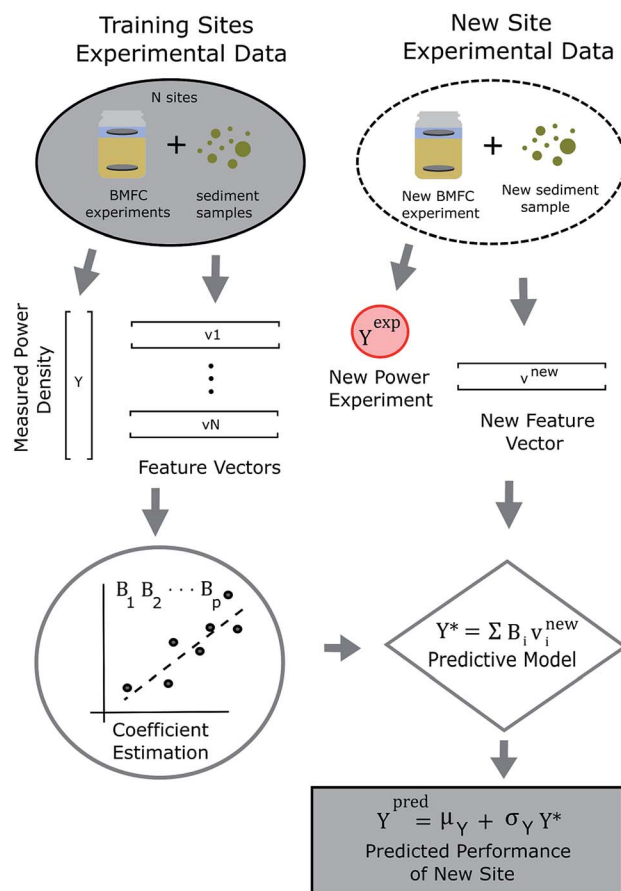 Training Sites
Experimental Data
N sites
+
BMFC
experiments
sediment
samples
Measured Power
Density
Y
v1
vN
Feature Vectors
B1 B2 ··· Bp
Coefficient
Estimation
New Site
Experimental Data
+
New BMFC
experiment
New sediment
sample
Y^exp
New Power
Experiment
v^new
New Feature
Vector
Y* = Σ B_i v_i^new
Predictive Model
Y^pred = μ_Y + σ_Y Y*
Predicted Performance
of New Site